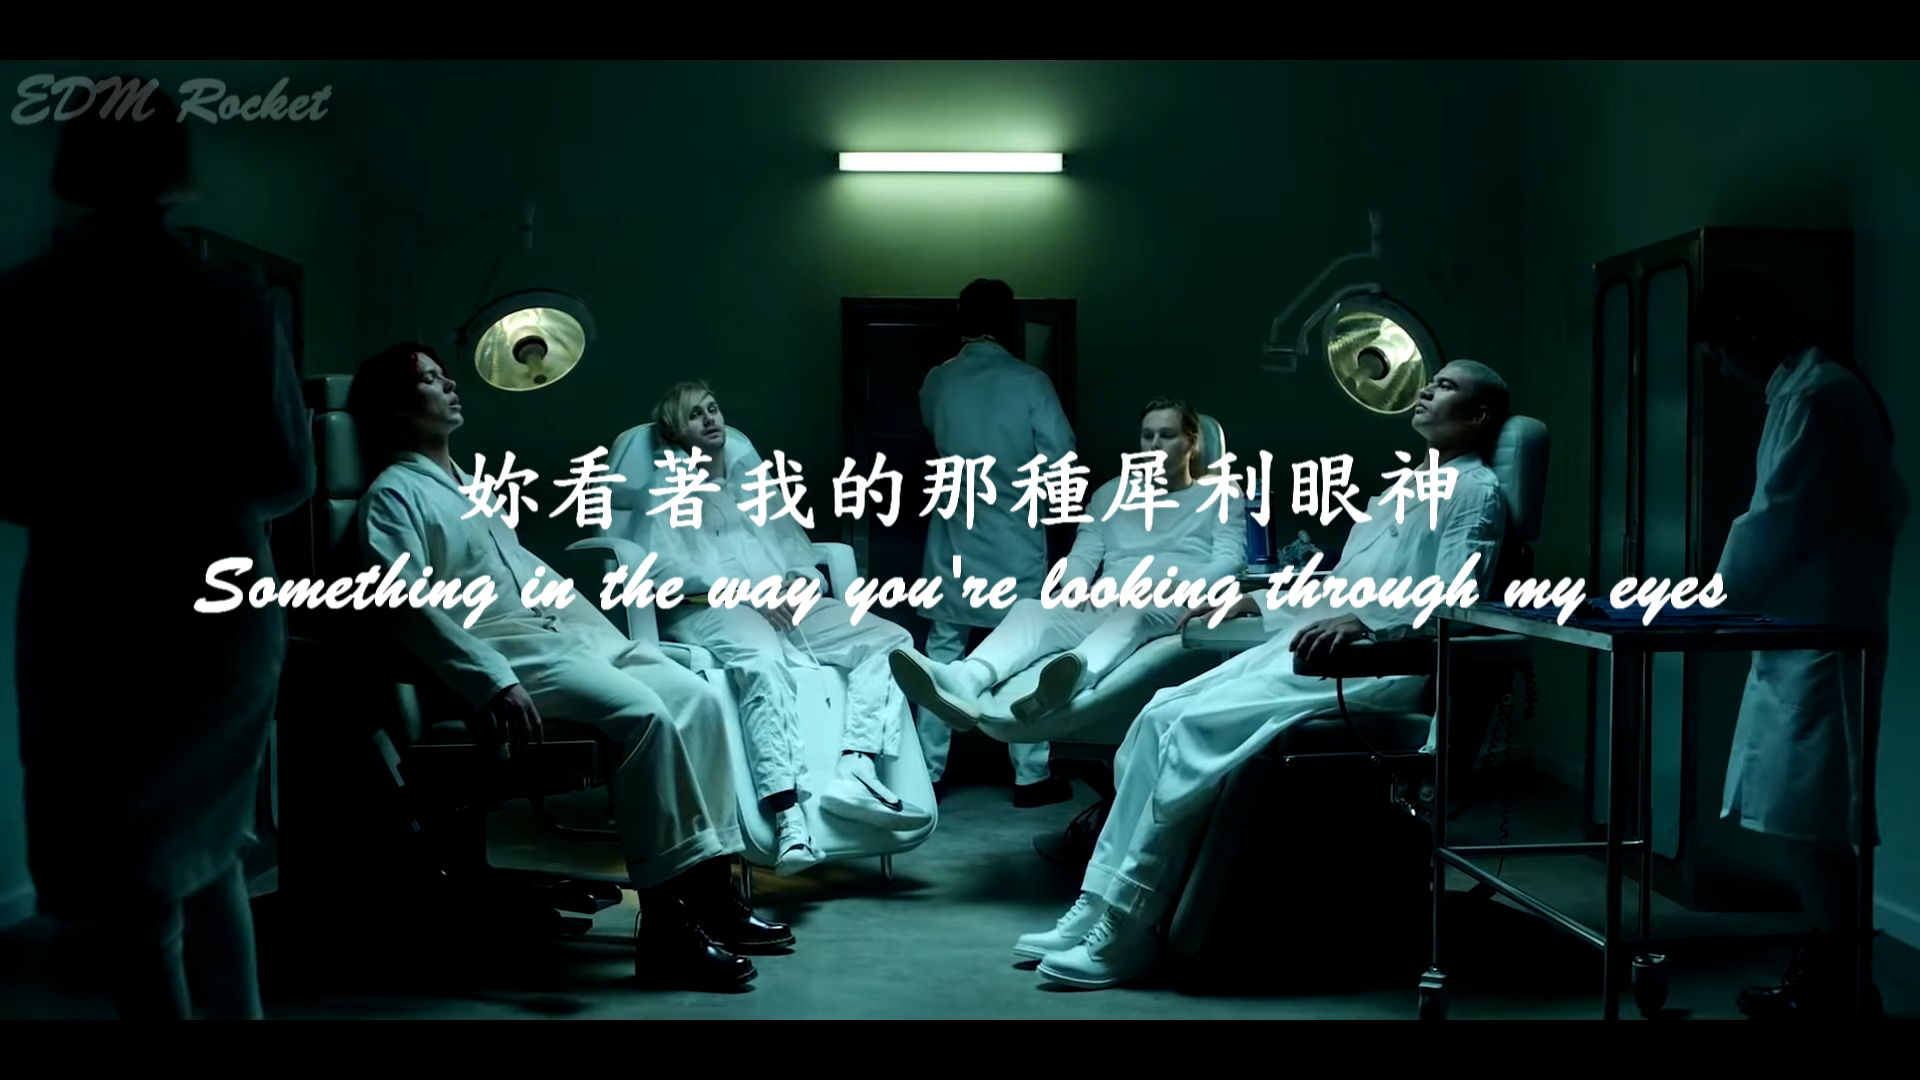 EDM Rocket
妳看著我的那種犀利眼神
Something in the way you're looking through my eyes